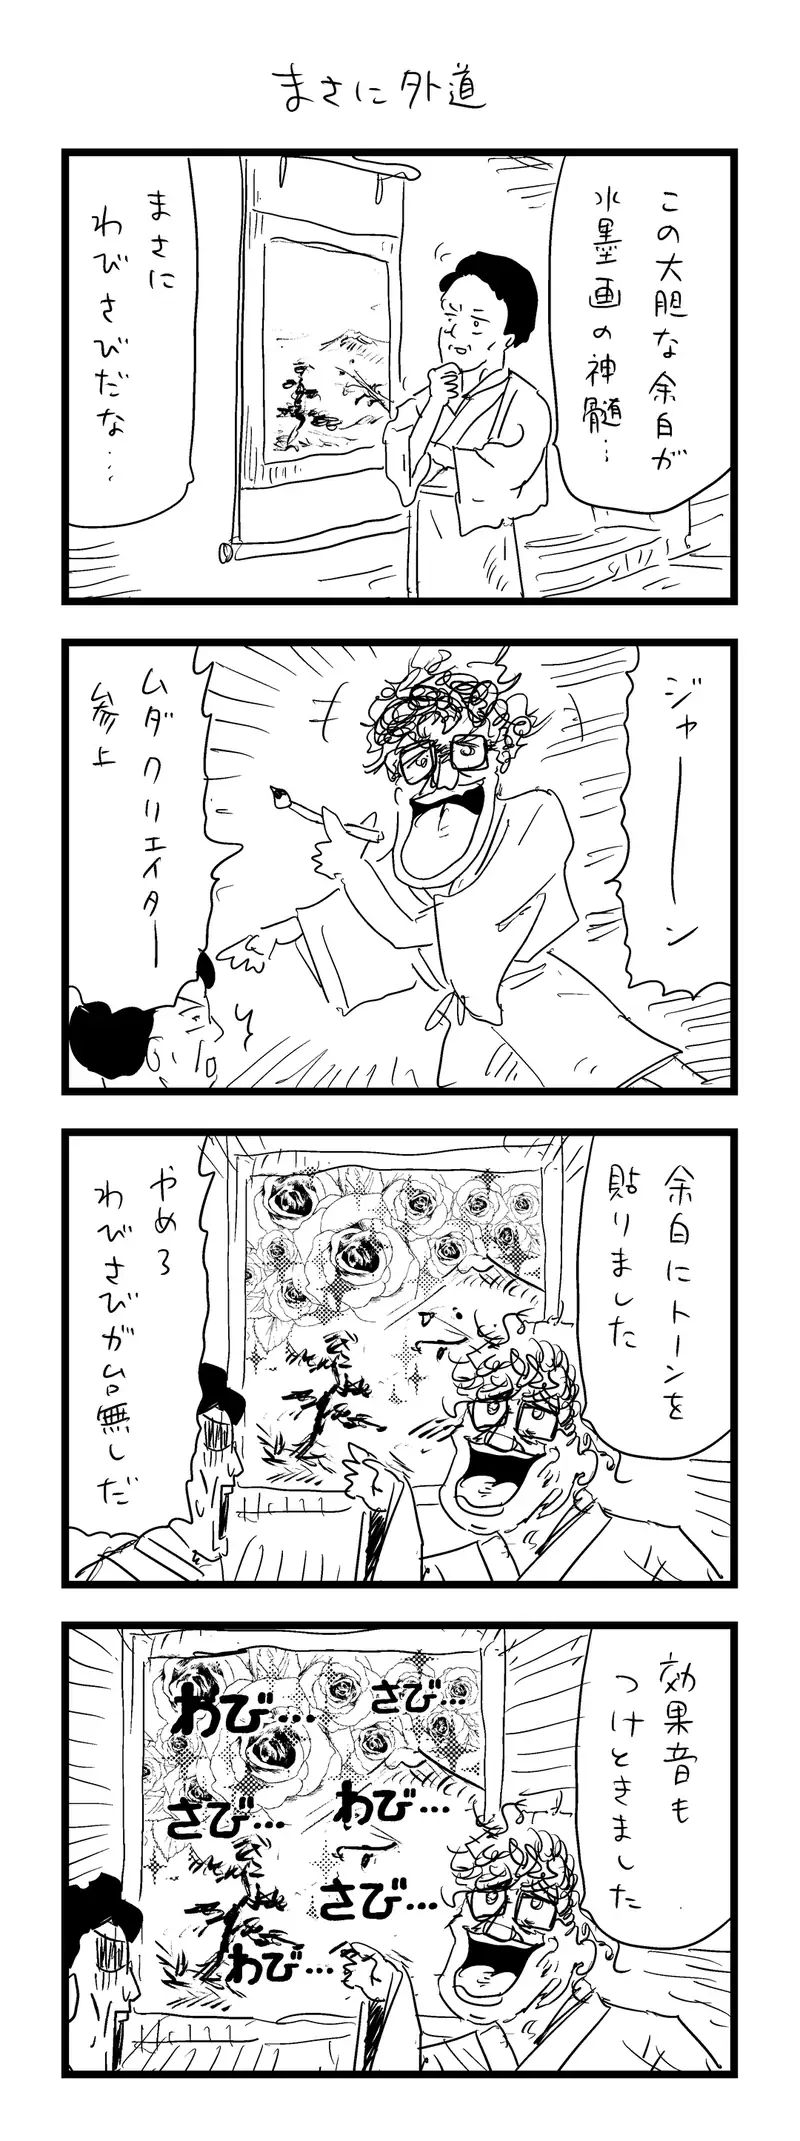 まさに外道
この大胆な余白が
水墨画の神髄…
まさに
わびさびだな…
ジャーーン
ムダクリエイター
参上
余白にトーンを
貼りました
やめろ
わびさびが台無しだ
効果音も
つけときました
さび…
わび…
わび…
さび…
さび…
わび…